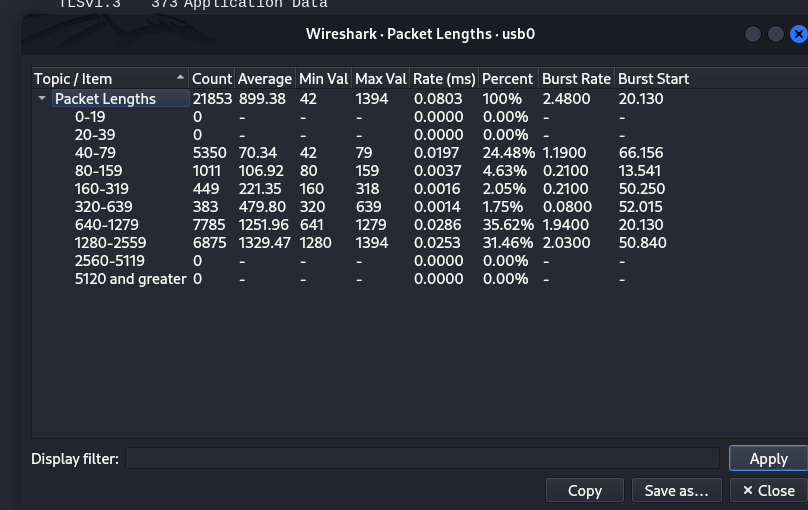 TLSv1.3 373 Application Data
Wireshark · Packet Lengths · usb0
Topic / Item Count Average Min Val Max Val Rate (ms) Percent Burst Rate Burst Start
Packet Lengths 21853 899.38 42 1394 0.0803 100% 2.4800 20.130
0-19 0 - - - 0.0000 0.00% - -
20-39 0 - - - 0.0000 0.00% - -
40-79 5350 70.34 42 79 0.0197 24.48% 1.1900 66.156
80-159 1011 106.92 80 159 0.0037 4.63% 0.2100 13.541
160-319 449 221.35 160 318 0.0016 2.05% 0.2100 50.250
320-639 383 479.80 320 639 0.0014 1.75% 0.0800 52.015
640-1279 7785 1251.96 641 1279 0.0286 35.62% 1.9400 20.130
1280-2559 6875 1329.47 1280 1394 0.0253 31.46% 2.0300 50.840
2560-5119 0 - - - 0.0000 0.00% - -
5120 and greater 0 - - - 0.0000 0.00% - -
Display filter: Apply
Copy Save as... × Close